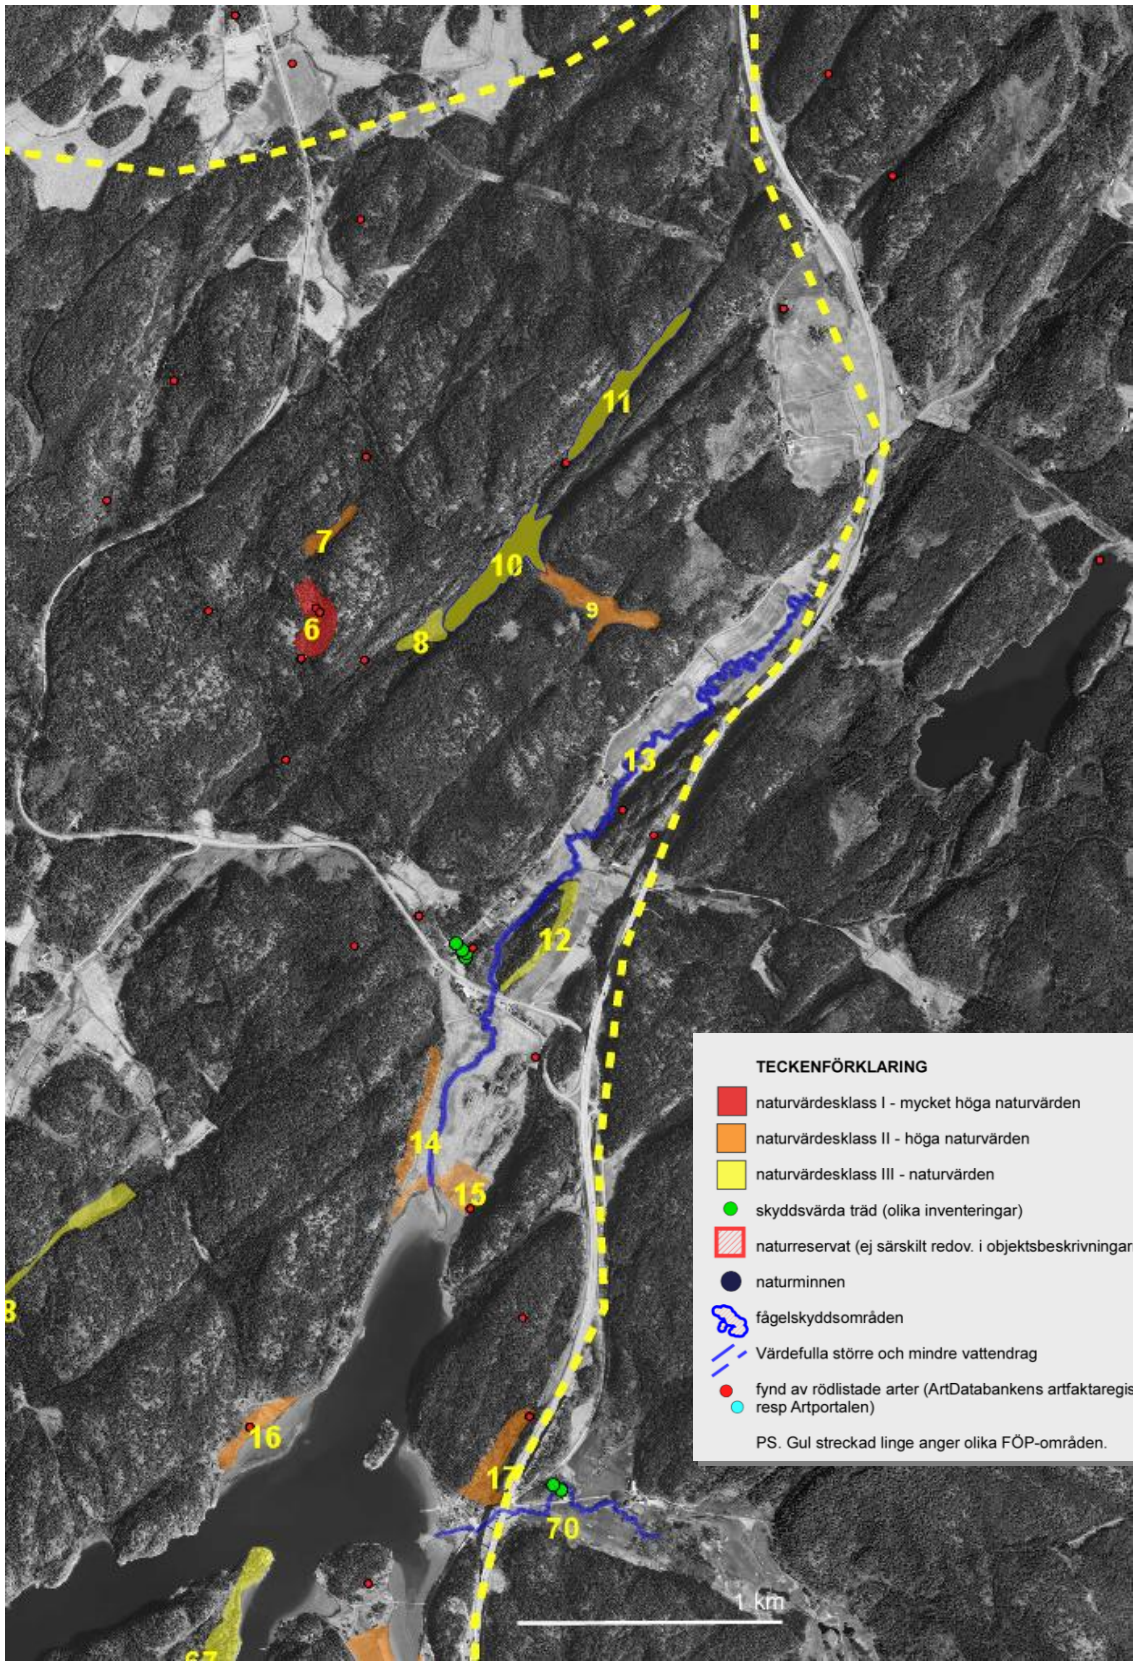 11
7
10
6
8
9
13
12
14
15
16
17
70
1 km
TECKENFÖRKLARING
naturvärdesklass I - mycket höga naturvärden
naturvärdesklass II - höga naturvärden
naturvärdesklass III - naturvärden
skyddsvärda träd (olika inventeringar)
naturreservat (ej särskilt redov. i objektsbeskrivningar
naturminnen
fågelskyddsområden
Värdefulla större och mindre vattendrag
fynd av rödlistade arter (ArtDatabankens artfaktaregis
resp Artportalen)
PS. Gul streckad linge anger olika FÖP-områden.